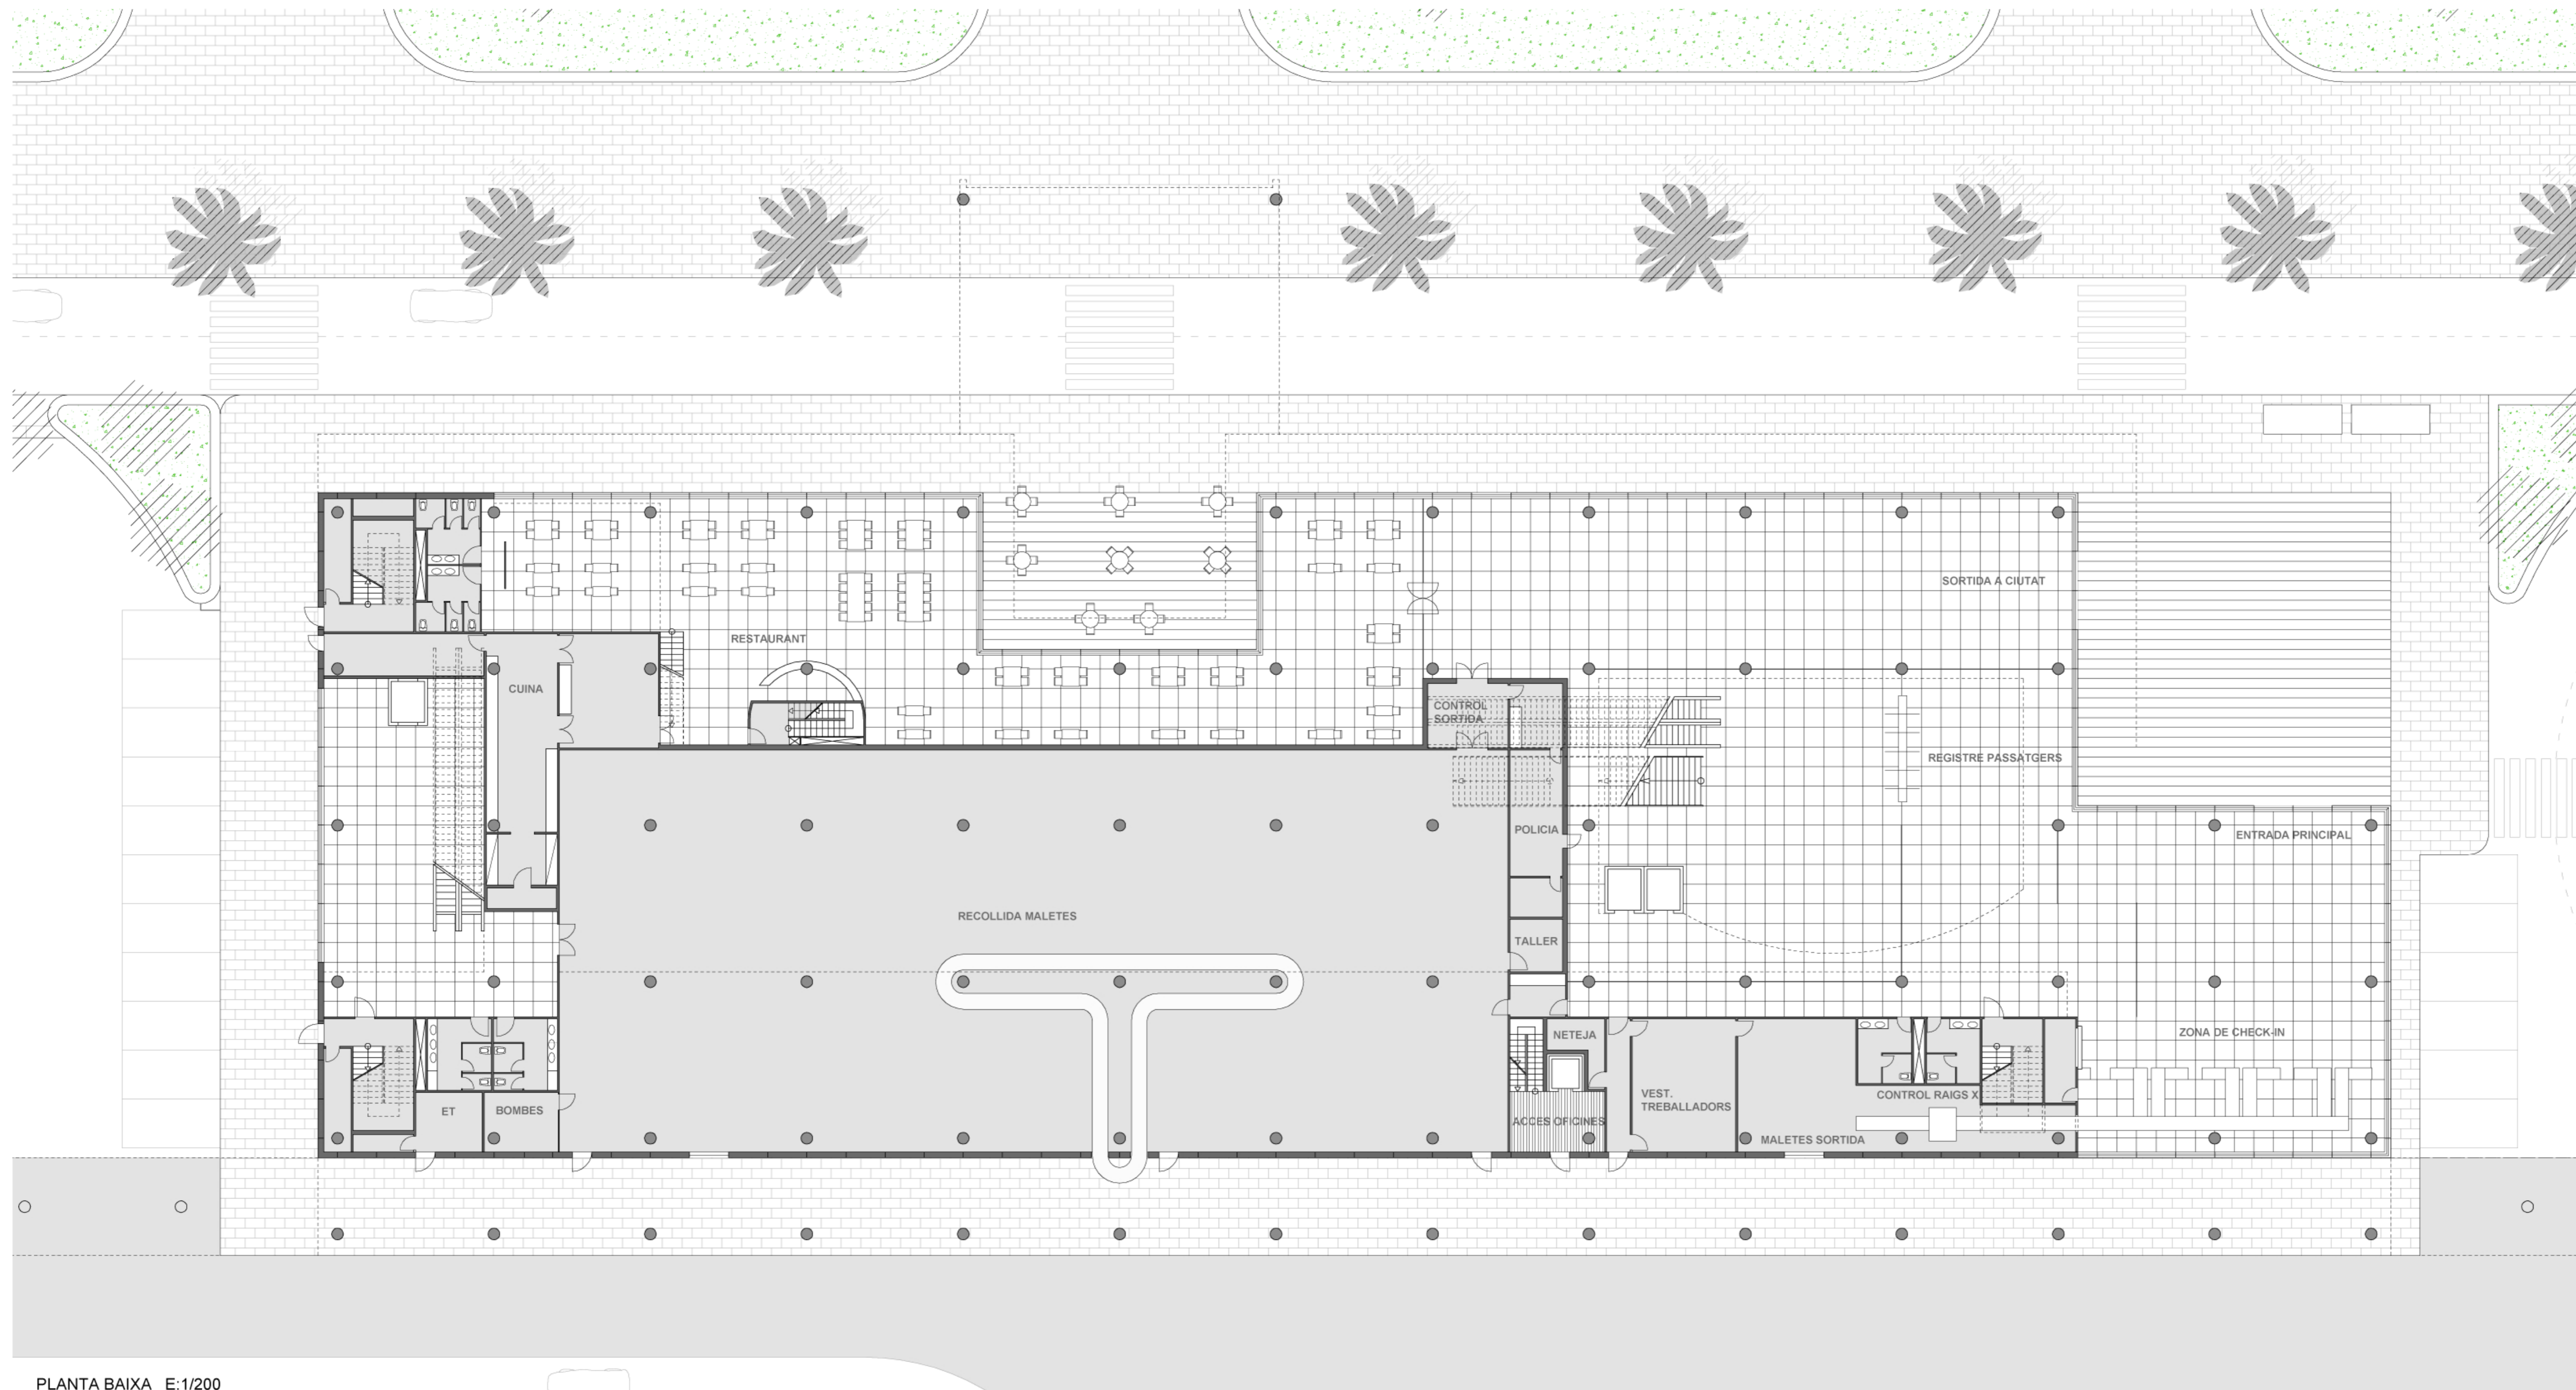 SORTIDA A CIUTAT
RESTAURANT
CUINA
CONTROL
SORTIDA
REGISTRE PASSATGERS
POLICIA
ENTRADA PRINCIPAL
RECOLLIDA MALETES
TALLER
NETEJA
ZONA DE CHECK-IN
VEST.
TREBALLADORS
CONTROL RAIGS X
ET
BOMBES
ACCES OFICINES
MALETES SORTIDA
PLANTA BAIXA E:1/200